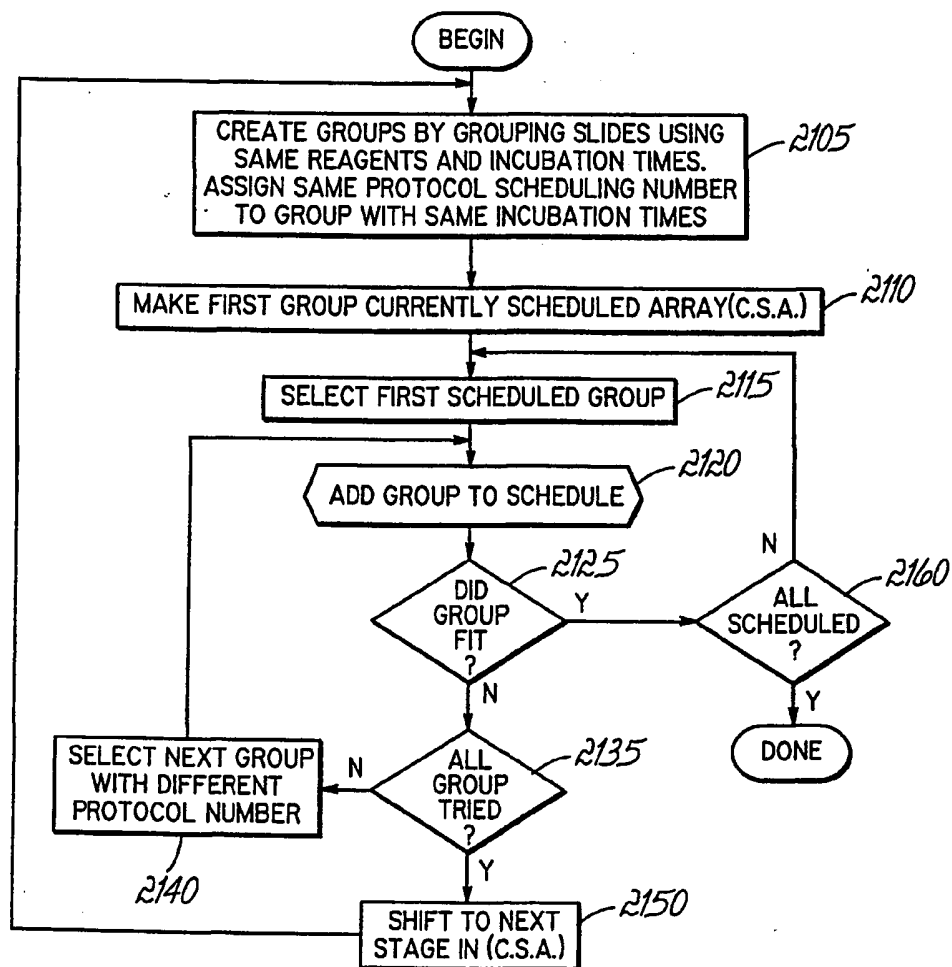 BEGIN
CREATE GROUPS BY GROUPING SLIDES USING
SAME REAGENTS AND INCUBATION TIMES.
ASSIGN SAME PROTOCOL SCHEDULING NUMBER
TO GROUP WITH SAME INCUBATION TIMES
2105
MAKE FIRST GROUP CURRENTLY SCHEDULED ARRAY(C.S.A.)
2110
SELECT FIRST SCHEDULED GROUP
2115
ADD GROUP TO SCHEDULE
2120
DID
GROUP
FIT
?
2125
Y
N
ALL
SCHEDULED
?
2160
N
Y
DONE
ALL
GROUP
TRIED
?
2135
N
Y
SELECT NEXT GROUP
WITH DIFFERENT
PROTOCOL NUMBER
2140
SHIFT TO NEXT
STAGE IN (C.S.A.)
2150